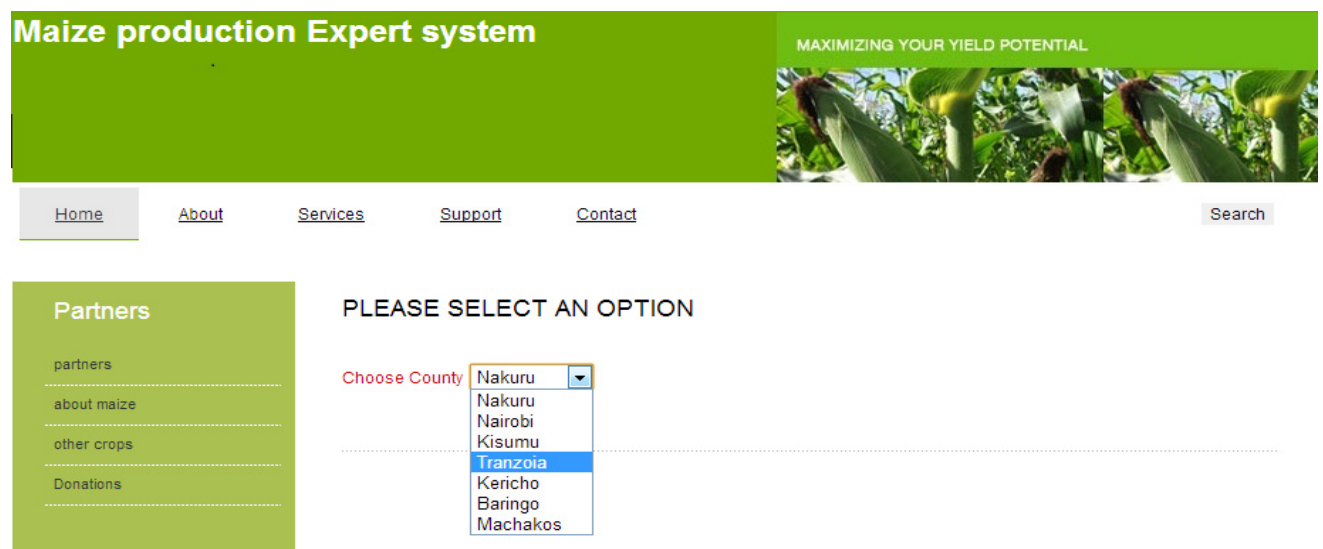 Maize production Expert system
MAXIMIZING YOUR YIELD POTENTIAL
Home About Services Support Contact Search
Partners
partners
about maize
other crops
Donations
PLEASE SELECT AN OPTION
Choose County Nakuru
Nakuru
Nairobi
Kisumu
Tranzoia
Kericho
Baringo
Machakos